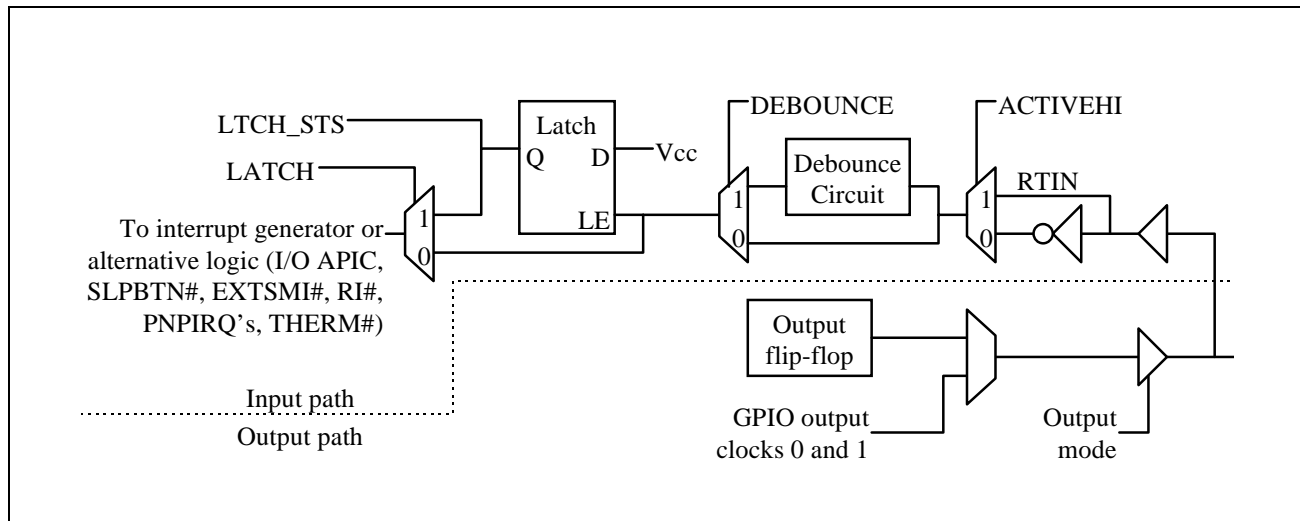 LTCH_STS
LATCH
Latch
Q
D
LE
Vcc
DEBOUNCE
1
0
Debounce
Circuit
ACTIVEHI
RTIN
1
0
1
0
To interrupt generator or
alternative logic (I/O APIC,
SLPBTN#, EXTSMI#, RI#,
PNPIRQ’s, THERM#)
Input path
Output path
Output
flip-flop
GPIO output
clocks 0 and 1
Output
mode